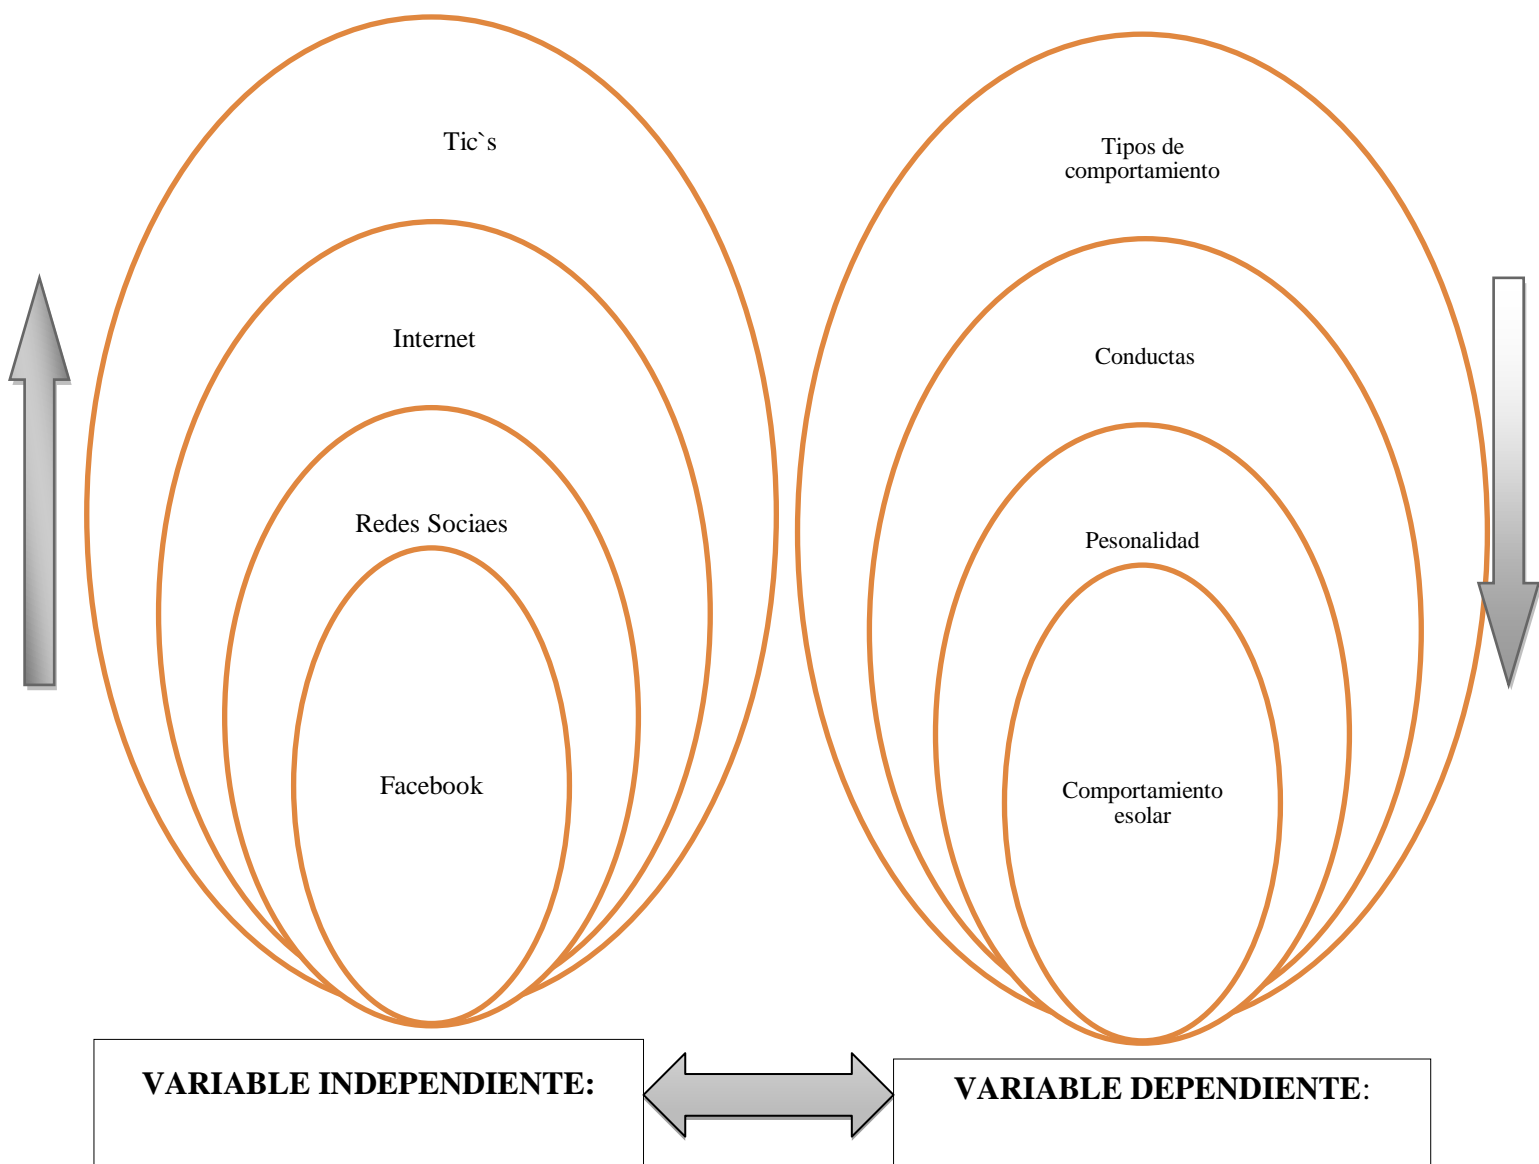 Tic`s
Internet
Redes Sociaes
Facebook
Tipos de
comportamiento
Conductas
Pesonalidad
Comportamiento
esolar
VARIABLE INDEPENDIENTE:
VARIABLE DEPENDIENTE: